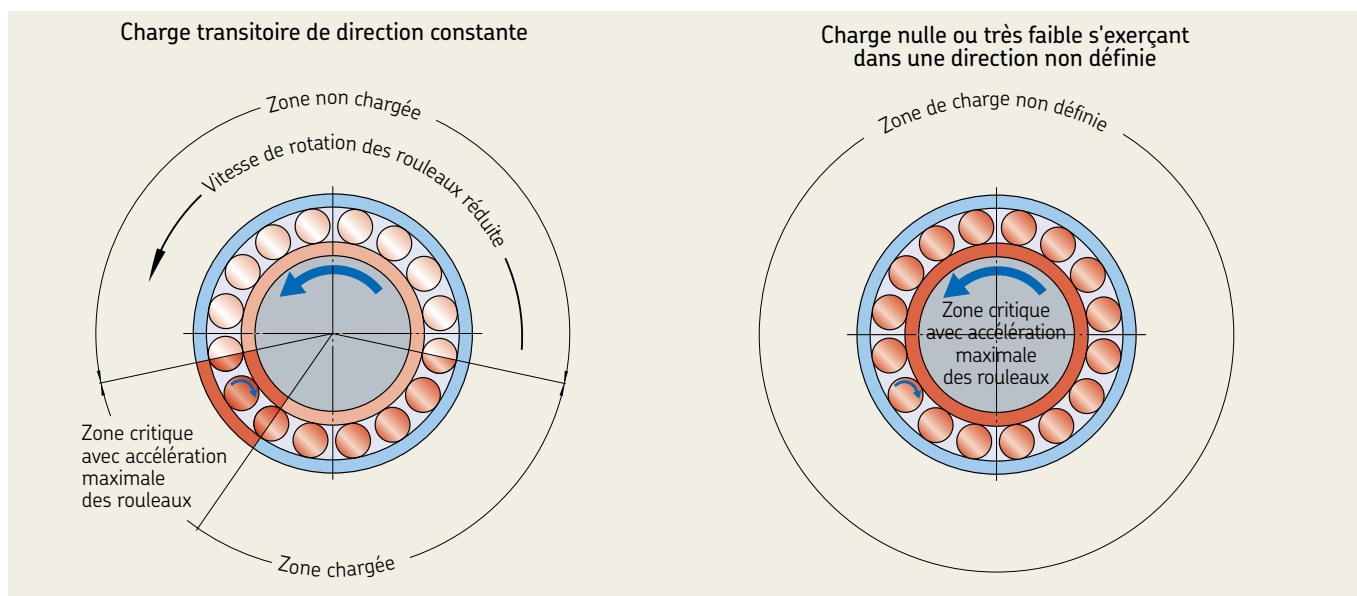 Charge transitoire de direction constante
Zone non chargée
Vitesse de rotation des rouleaux réduite
Zone critique
avec accélération
maximale
des rouleaux
Zone chargée
Charge nulle ou très faible s'exerçant
dans une direction non définie
Zone de charge non définie
Zone critique
avec accélération
maximale
des rouleaux